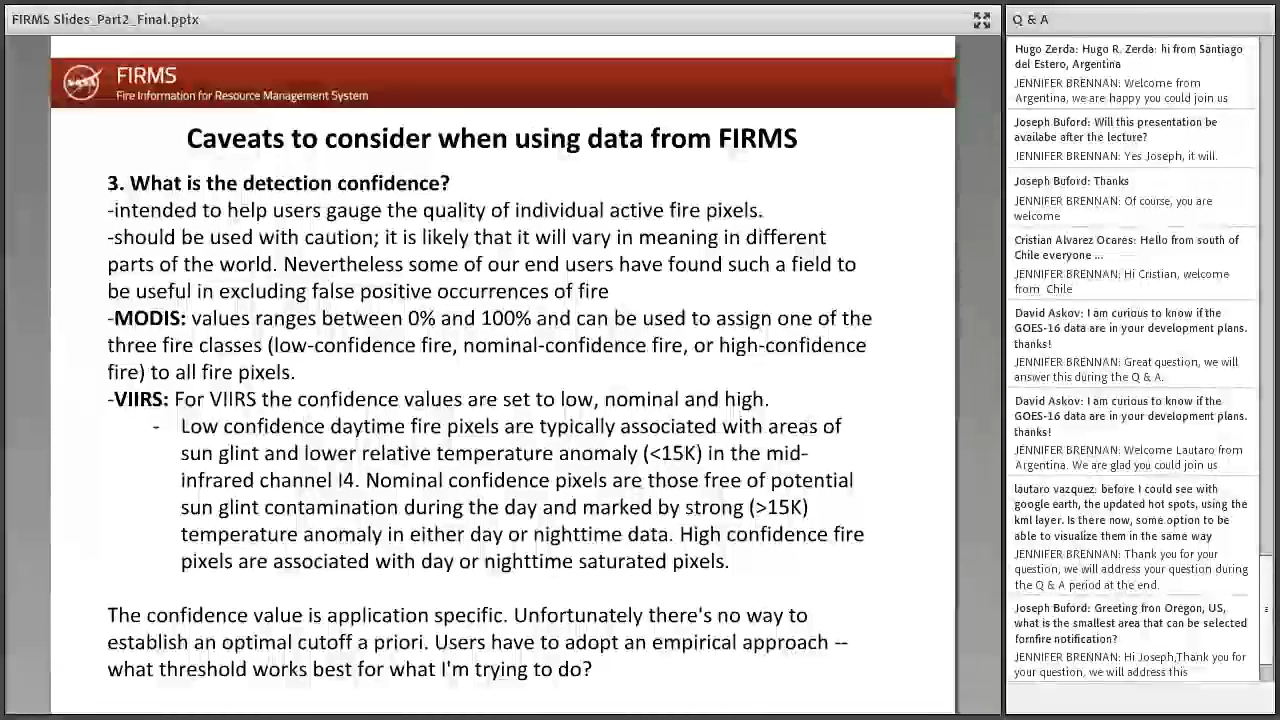 FIRMS Slides_Part2_Final.pptx
FIRMS
Fire Information for Resource Management System
Caveats to consider when using data from FIRMS
3. What is the detection confidence?
-intended to help users gauge the quality of individual active fire pixels.
-should be used with caution; it is likely that it will vary in meaning in different
parts of the world. Nevertheless some of our end users have found such a field to
be useful in excluding false positive occurrences of fire
-MODIS: values ranges between 0% and 100% and can be used to assign one of the
three fire classes (low-confidence fire, nominal-confidence fire, or high-confidence
fire) to all fire pixels.
-VIIRS: For VIIRS the confidence values are set to low, nominal and high.
- Low confidence daytime fire pixels are typically associated with areas of
sun glint and lower relative temperature anomaly (<15K) in the mid-
infrared channel I4. Nominal confidence pixels are those free of potential
sun glint contamination during the day and marked by strong (>15K)
temperature anomaly in either day or nighttime data. High confidence fire
pixels are associated with day or nighttime saturated pixels.
The confidence value is application specific. Unfortunately there's no way to
establish an optimal cutoff a priori. Users have to adopt an empirical approach --
what threshold works best for what I'm trying to do?
Q & A
Hugo Zerda: Hugo R. Zerda: hi from Santiago
del Estero, Argentina
JENNIFER BRENNAN: Welcome from
Argentina, we are happy you could join us
Joseph Buford: Will this presentation be
availabe after the lecture?
JENNIFER BRENNAN: Yes Joseph, it will.
Joseph Buford: Thanks
JENNIFER BRENNAN: Of course, you are
welcome
Cristian Alvarez Ocares: Hello from south of
Chile everyone ...
JENNIFER BRENNAN: Hi Cristian, welcome
from Chile
David Askov: I am curious to know if the
GOES-16 data are in your development plans.
thanks!
JENNIFER BRENNAN: Great question, we will
answer this during the Q & A.
David Askov: I am curious to know if the
GOES-16 data are in your development plans.
thanks!
JENNIFER BRENNAN: Welcome Lautaro from
Argentina. We are glad you could join us
lautaro vazquez: before I could see with
google earth, the updated hot spots, using the
kml layer. Is there now, some option to be
able to visualize them in the same way
JENNIFER BRENNAN: Thank you for your
question, we will address your question during
the Q & A period at the end.
Joseph Buford: Greeting fron Oregon, US,
what is the smallest area that can be selected
fornfire notification?
JENNIFER BRENNAN: Hi Joseph,Thank you for
your question, we will address this